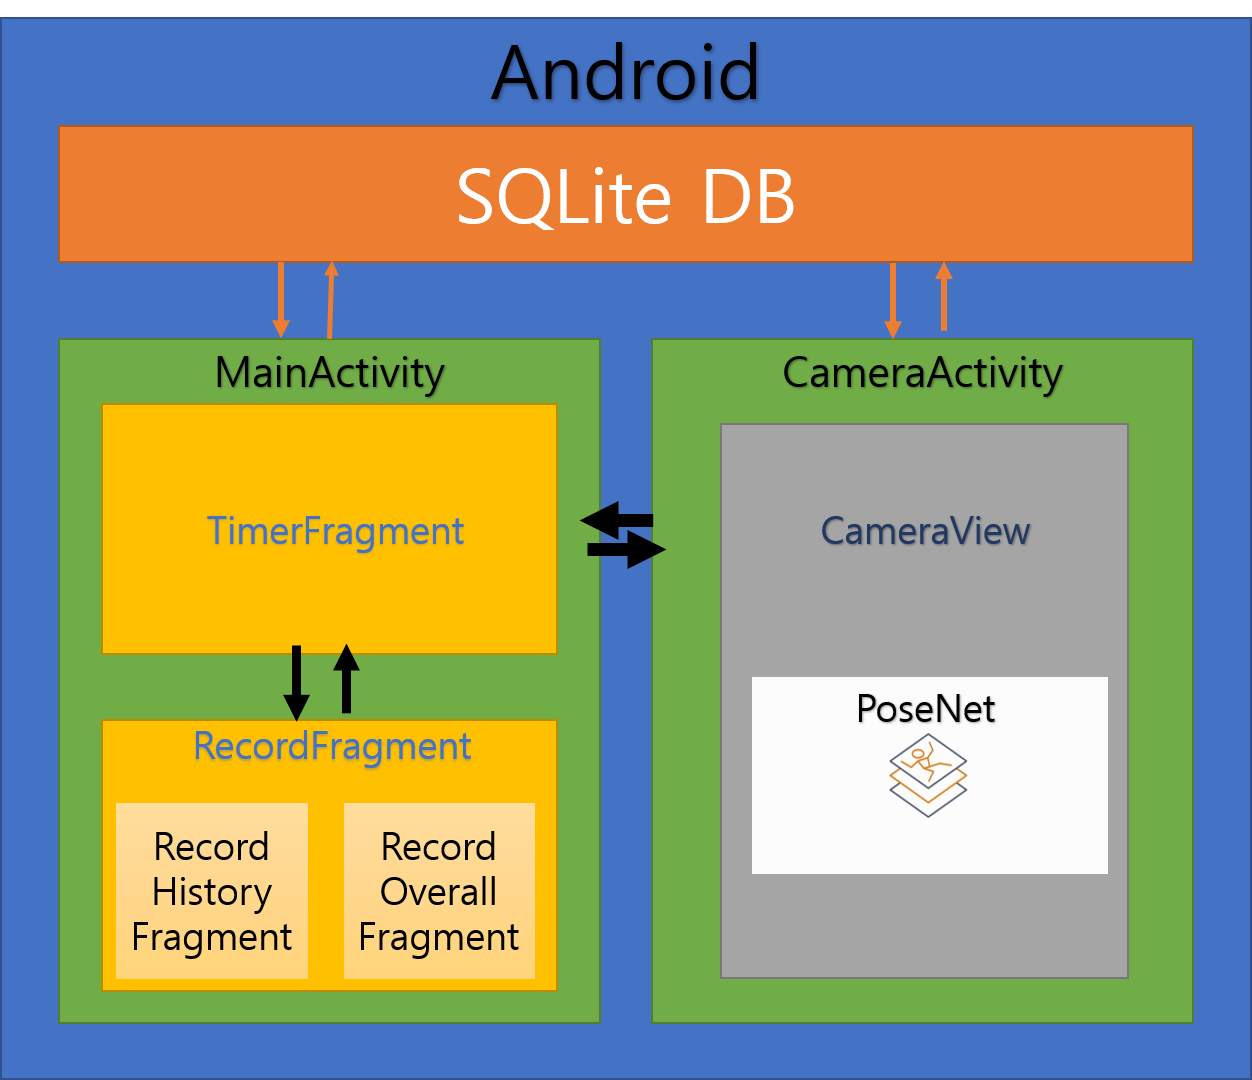 Android
SQLite DB
MainActivity
TimerFragment
RecordFragment
Record
History
Fragment
Record
Overall
Fragment
CameraActivity
CameraView
PoseNet